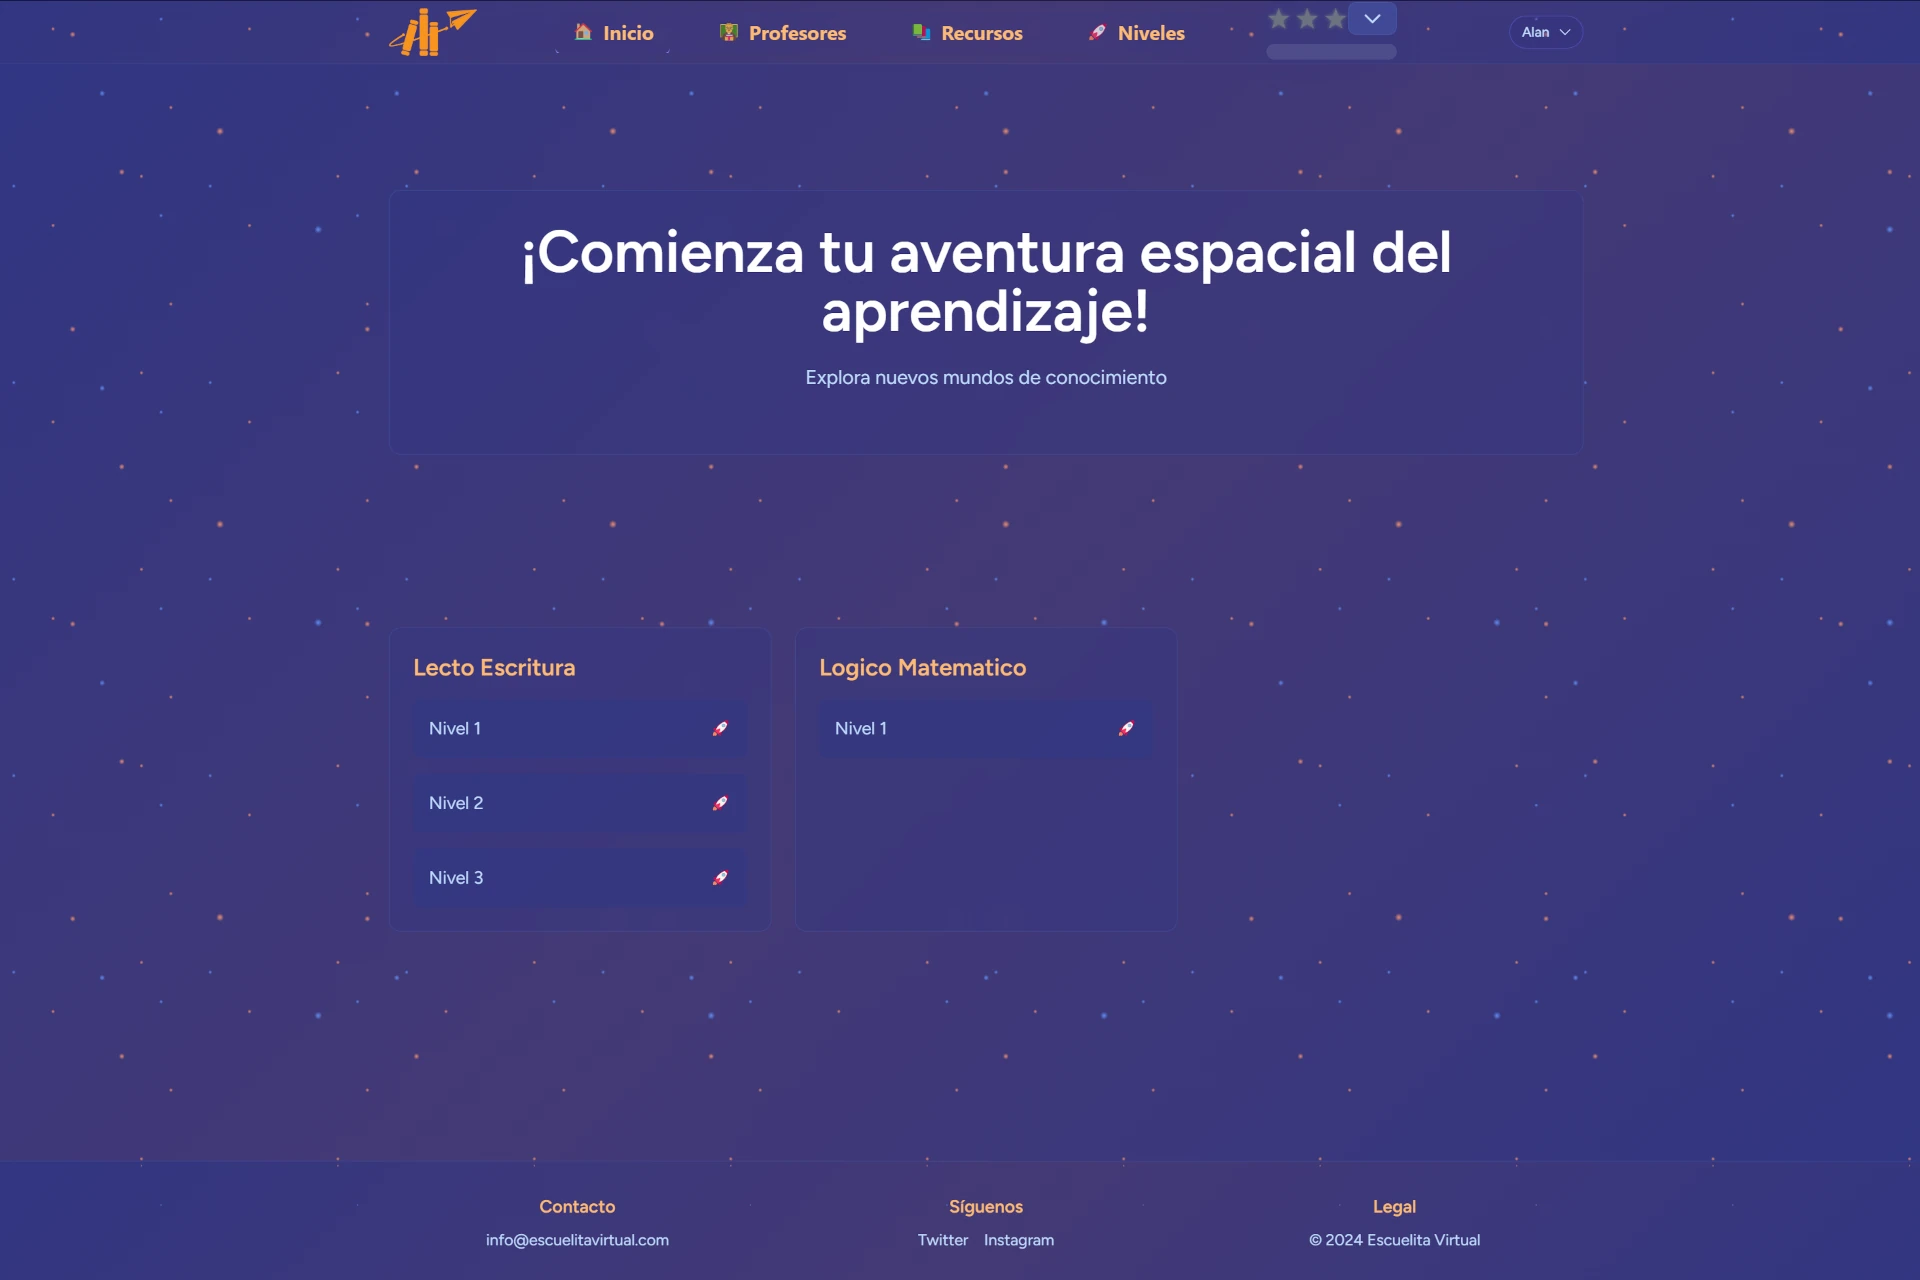 Inicio
Profesores
Recursos
Niveles
Alan
¡Comienza tu aventura espacial del
aprendizaje!
Explora nuevos mundos de conocimiento
Lecto Escritura
Nivel 1
Nivel 2
Nivel 3
Logico Matematico
Nivel 1
Contacto
info@escuelitavirtual.com
Síguenos
Twitter Instagram
Legal
© 2024 Escuelita Virtual